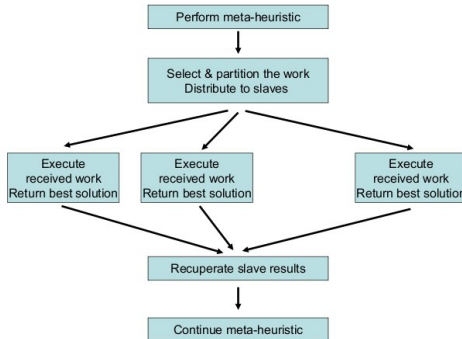 Perform meta-heuristic
Select & partition the work
Distribute to slaves
Execute
received work
Return best solution
Execute
received work
Return best solution
Execute
received work
Return best solution
Recuperate slave results
Continue meta-heuristic